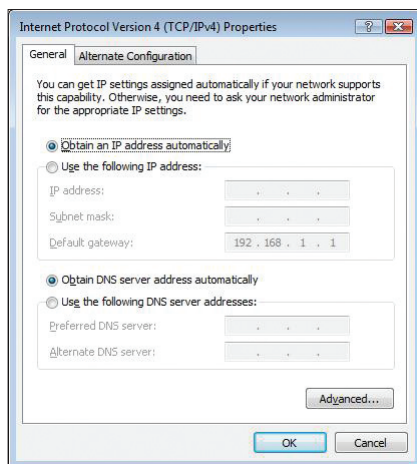 Internet Protocol Version 4 (TCP/IPv4) Properties
General
Alternate Configuration
You can get IP settings assigned automatically if your network supports
this capability. Otherwise, you need to ask your network administrator
for the appropriate IP settings.
Obtain an IP address automatically
Use the following IP address:
IP address:
Subnet mask:
Default gateway: 192 . 168 . 1 . 1
Obtain DNS server address automatically
Use the following DNS server addresses:
Preferred DNS server:
Alternate DNS server:
Advanced...
OK Cancel